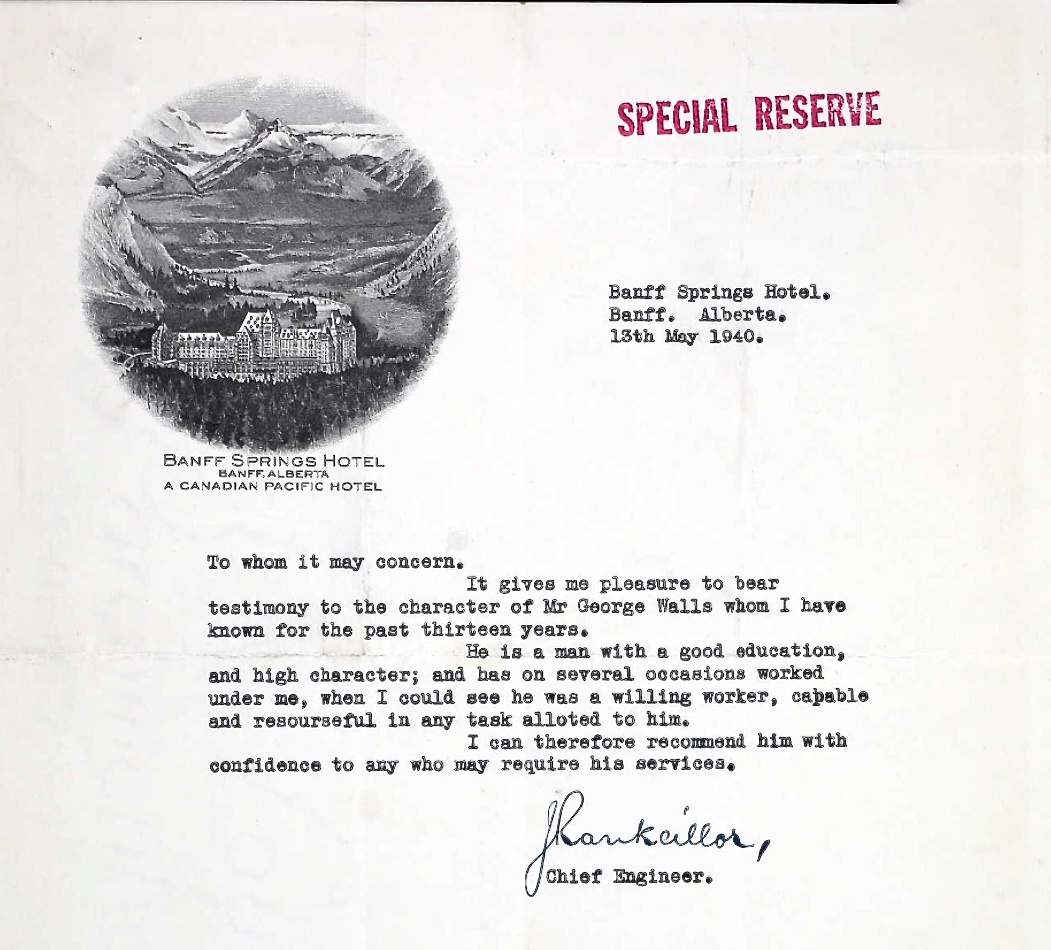 SPECIAL RESERVE
BANFF SPRINGS HOTEL
BANFF, ALBERTA
A CANADIAN PACIFIC HOTEL
Banff Springs Hotel.
Banff. Alberta.
13th May 1940.
To whom it may concern.
It gives me pleasure to bear
testimony to the character of Mr George Walls whom I have
known for the past thirteen years.
He is a man with a good education,
and high character; and has on several occasions worked
under me, when I could see he was a willing worker, capable
and resourseful in any task alloted to him.
I can therefore recommend him with
confidence to any who may require his services.
JRankeillor,
Chief Engineer.